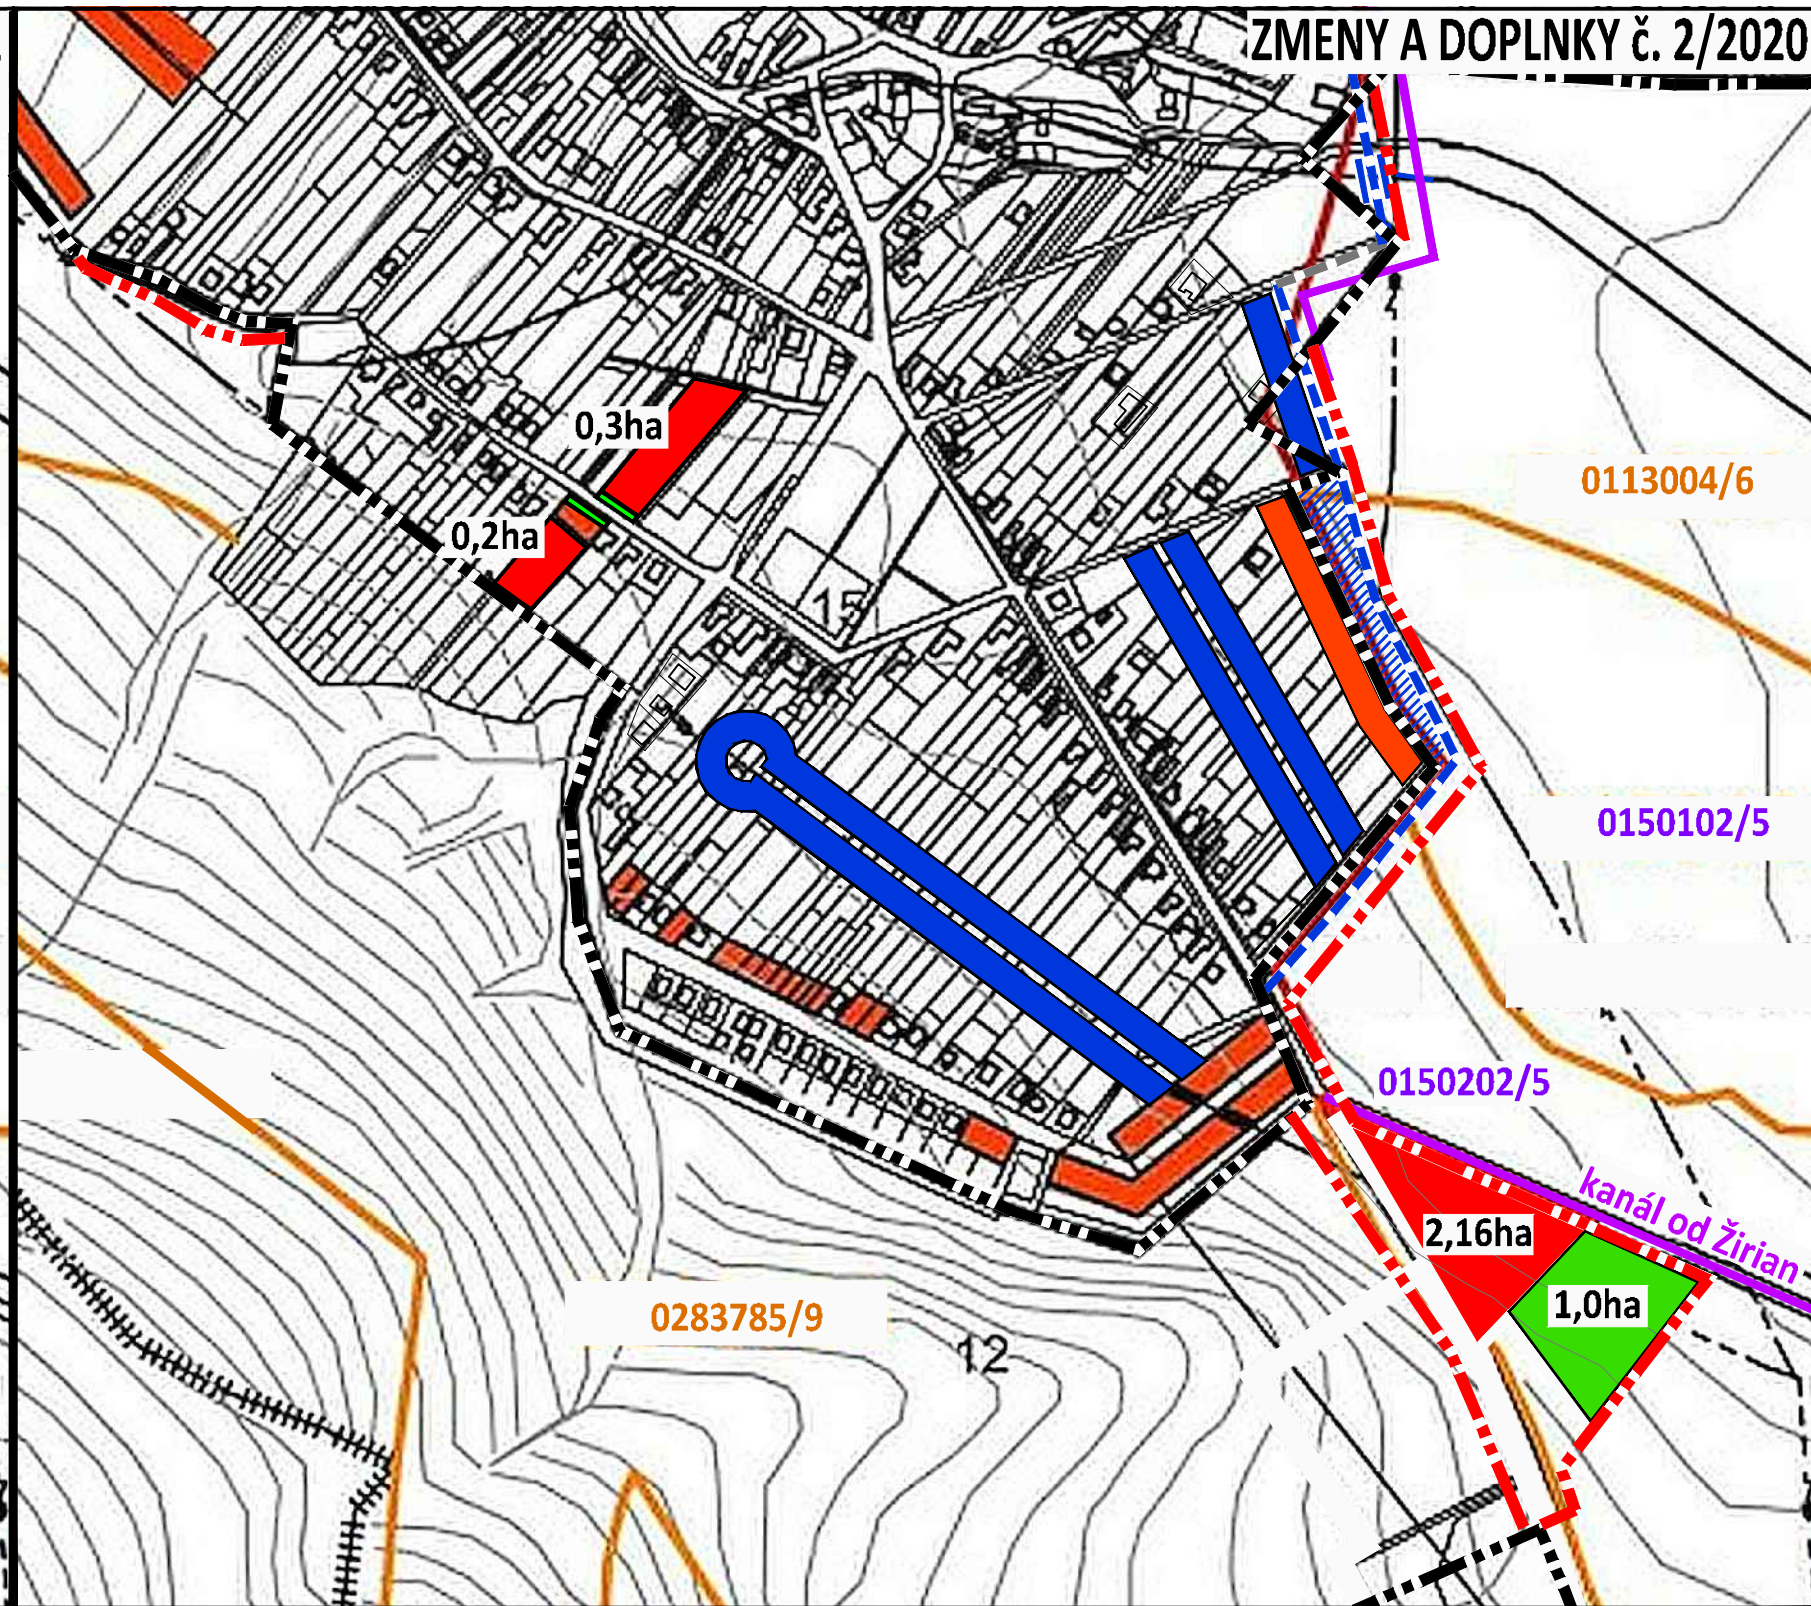 ZMENY A DOPLNKY č. 2/2020
0,3ha
0113004/6
0,2ha
15
0150102/5
0150202/5
kanál od Žirian
2,16ha
1,0ha
0283785/9
12